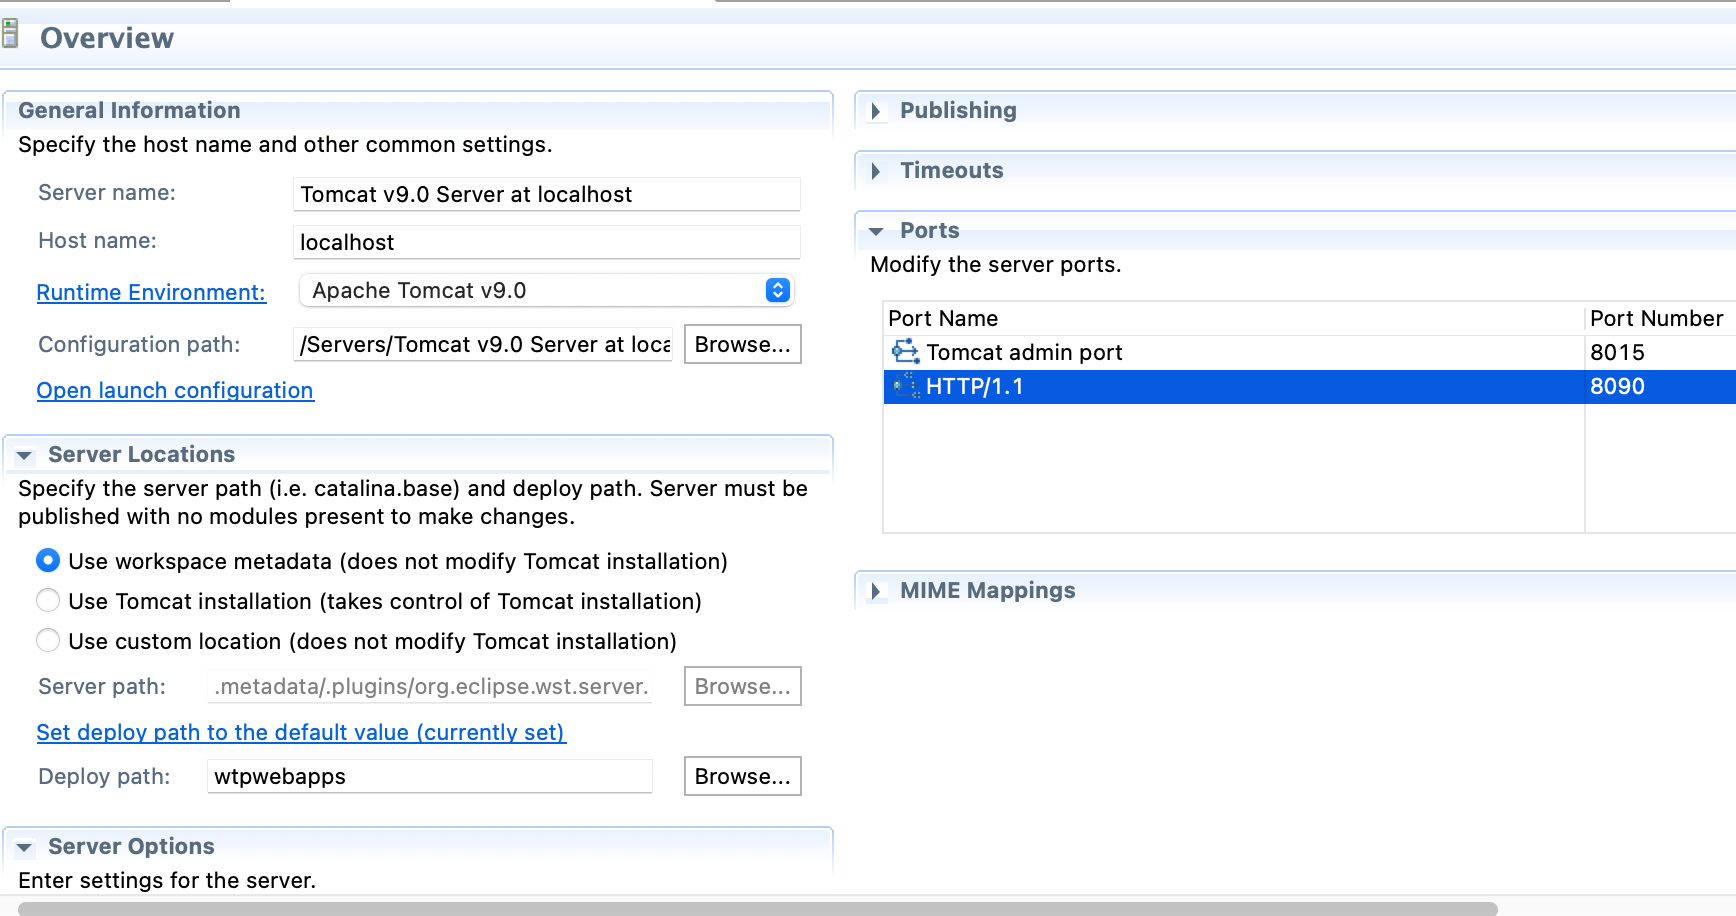 Overview
General Information
Specify the host name and other common settings.
Server name: Tomcat v9.0 Server at localhost
Host name: localhost
Runtime Environment: Apache Tomcat v9.0
Configuration path: /Servers/Tomcat v9.0 Server at loca Browse...
Open launch configuration
Server Locations
Specify the server path (i.e. catalina.base) and deploy path. Server must be
published with no modules present to make changes.
Use workspace metadata (does not modify Tomcat installation)
Use Tomcat installation (takes control of Tomcat installation)
Use custom location (does not modify Tomcat installation)
Server path: .metadata/.plugins/org.eclipse.wst.server. Browse...
Set deploy path to the default value (currently set)
Deploy path: wtpwebapps Browse...
Server Options
Enter settings for the server.
Publishing
Timeouts
Ports
Modify the server ports.
Port Name Port Number
Tomcat admin port 8015
HTTP/1.1 8090
MIME Mappings